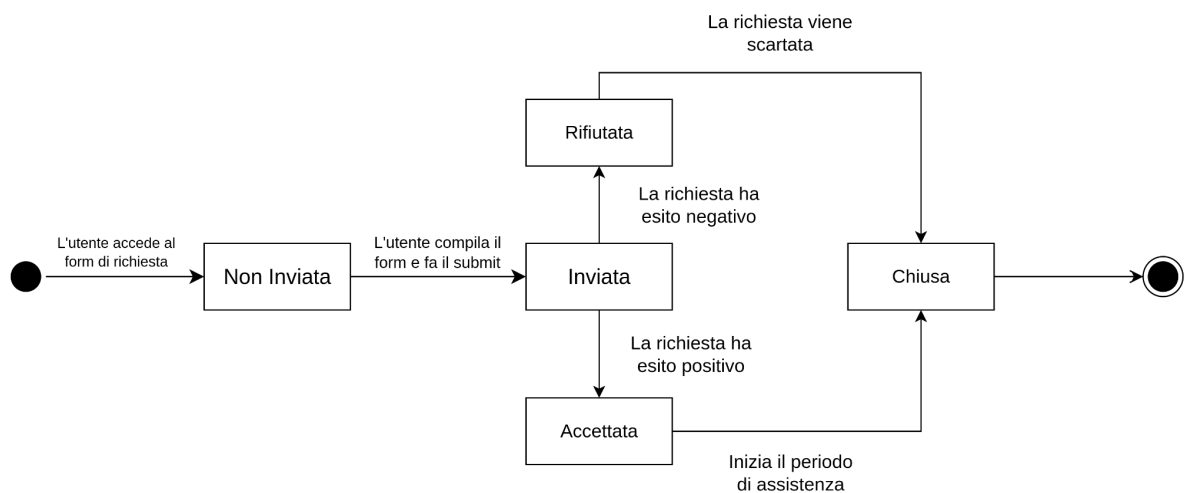 La richiesta viene
scartata
Rifiutata
La richiesta ha
esito negativo
L'utente accede al
form di richiesta
Non Inviata
L'utente compila il
form e fa il submit
Inviata
Chiusa
La richiesta ha
esito positivo
Accettata
Inizia il periodo
di assistenza